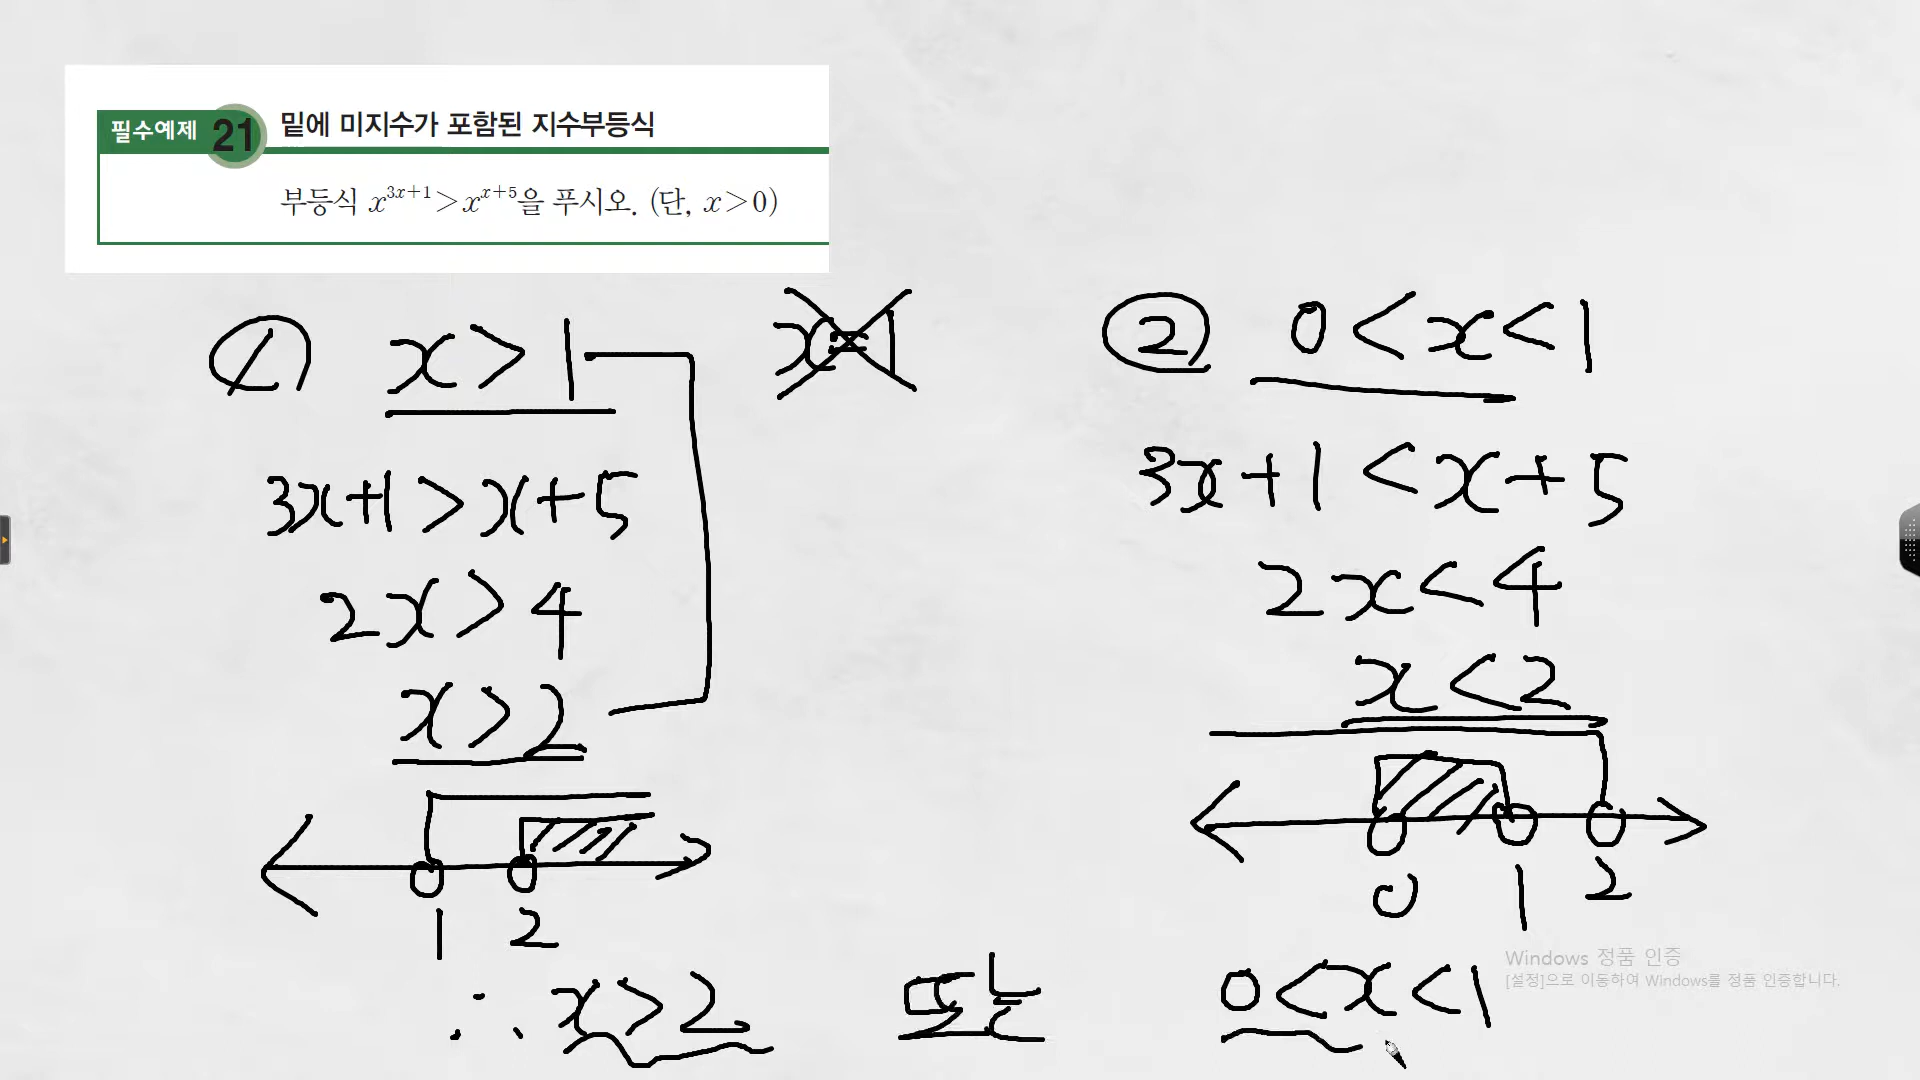 필수예제 21 밑에 미지수가 포함된 지수부등식
부등식 x^{3x+1}>x^{x+5}을 푸시오. (단, x>0)
① x>1
3x+1>x+5
2x>4
x>2
1 2
x=1
② 0<x<1
3x+1<x+5
2x<4
x<2
0 1 2
∴ x>2 또는 0<x<1
Windows 정품 인증
[설정]으로 이동하여 Windows를 정품 인증합니다.